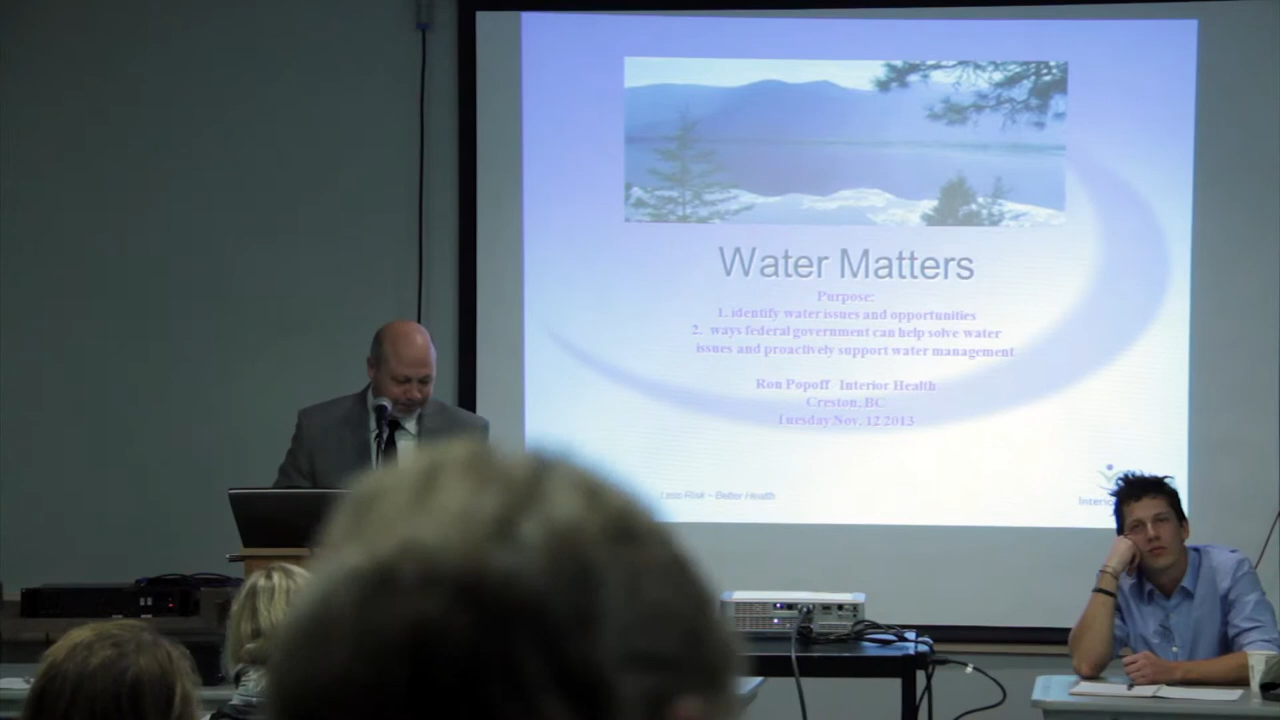 Water Matters
Purpose:
1. identify water issues and opportunities
2. ways federal government can help solve water
issues and proactively support water management
Ron Popoff Interior Health
Creston, BC
Tuesday Nov. 12 2013
Less Risk ~ Better Health